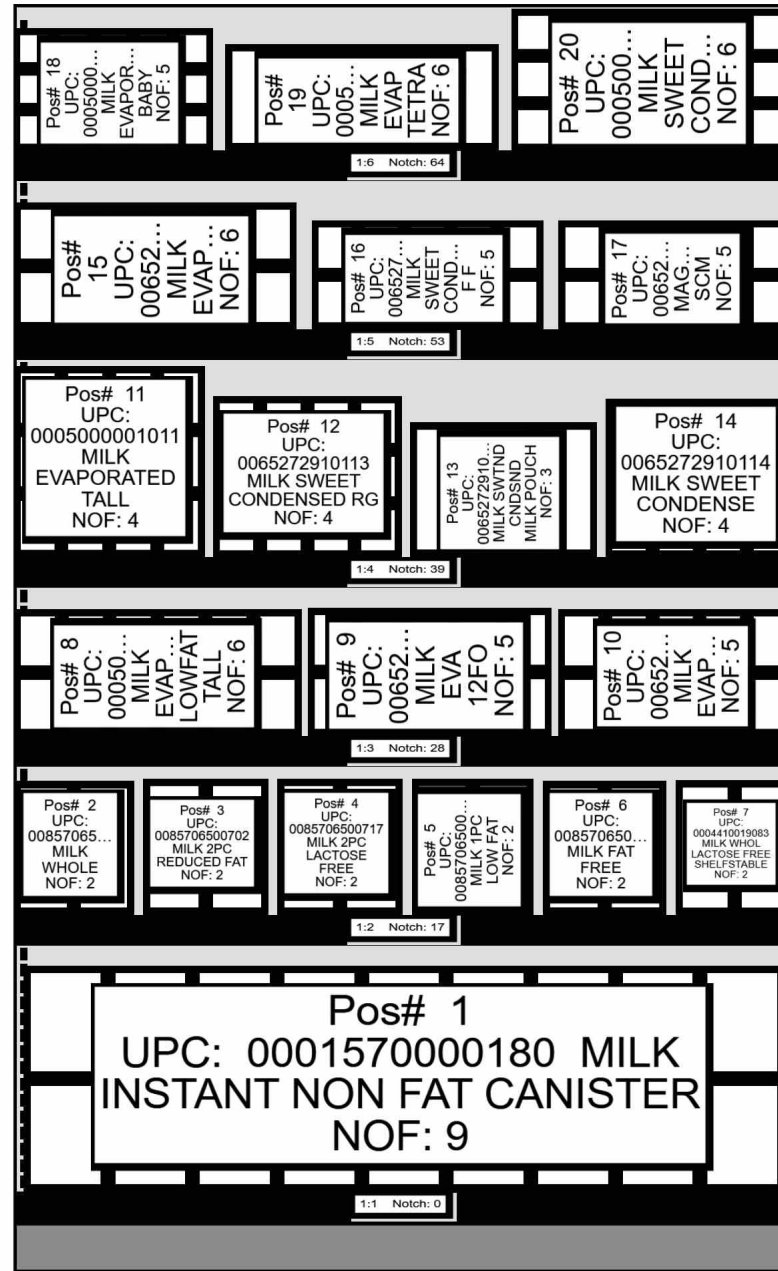 Pos# 18
UPC:
0005000...
MILK
EVAPOR...
BABY
NOF: 5
Pos#
19
UPC:
0005...
MILK
EVAP
TETRA
NOF: 6
Pos# 20
UPC:
000500...
MILK
SWEET
COND...
NOF: 6
1:6 Notch: 64
Pos#
15
UPC:
00652...
MILK
EVAP...
NOF: 6
Pos# 16
UPC:
006527...
MILK
SWEET
COND...
F F
NOF: 5
Pos# 17
UPC:
00652...
MAG...
SCM
NOF: 5
1:5 Notch: 53
Pos# 11
UPC:
0005000001011
MILK
EVAPORATED
TALL
NOF: 4
Pos# 12
UPC:
0065272910113
MILK SWEET
CONDENSED RG
NOF: 4
Pos# 13
UPC:
0065272910...
MILK SWTND
CNDSND
MILK POUCH
NOF: 3
Pos# 14
UPC:
0065272910114
MILK SWEET
CONDENSE
NOF: 4
1:4 Notch: 39
Pos# 8
UPC:
00050...
MILK
EVAP...
LOWFAT
TALL
NOF: 6
Pos# 9
UPC:
00652...
MILK
EVA
12FO
NOF: 5
Pos# 10
UPC:
00652...
MILK
EVAP...
NOF: 5
1:3 Notch: 28
Pos# 2
UPC:
00857065...
MILK
WHOLE
NOF: 2
Pos# 3
UPC:
0085706500702
MILK 2PC
REDUCED FAT
NOF: 2
Pos# 4
UPC:
0085706500717
MILK 2PC
LACTOSE
FREE
NOF: 2
Pos# 5
UPC:
0085706500...
MILK 1PC
LOW FAT
NOF: 2
Pos# 6
UPC:
008570650...
MILK FAT
FREE
NOF: 2
Pos# 7
UPC:
0004410019083
MILK WHOL
LACTOSE FREE
SHELFSTABLE
NOF: 2
1:2 Notch: 17
Pos# 1
UPC: 0001570000180 MILK
INSTANT NON FAT CANISTER
NOF: 9
1:1 Notch: 0